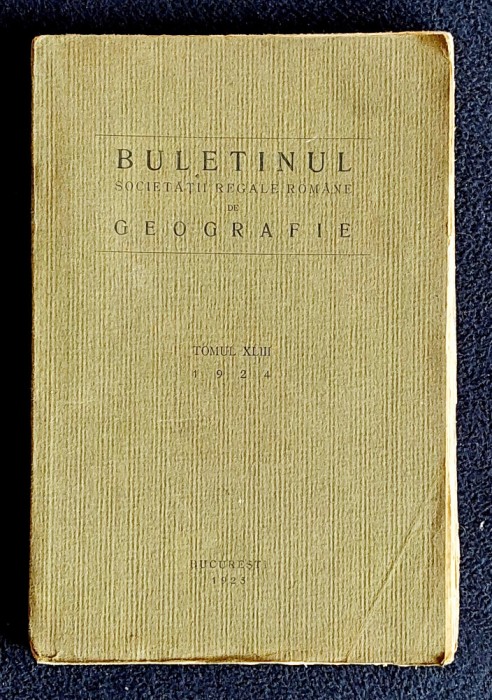 BULETINUL
SOCIETĂȚII REGALE ROMÂNE
DE
GEOGRAFIE
TOMUL XLIII
1924
BUCUREȘTI
1925